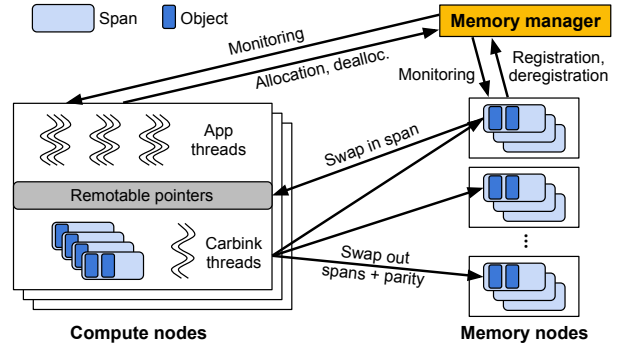 Span
Object
Memory manager
Monitoring
Allocation, dealloc.
Monitoring
Registration,
deregistration
App
threads
Swap in span
Remotable pointers
Carbink
threads
Swap out
spans + parity
...
Compute nodes
Memory nodes